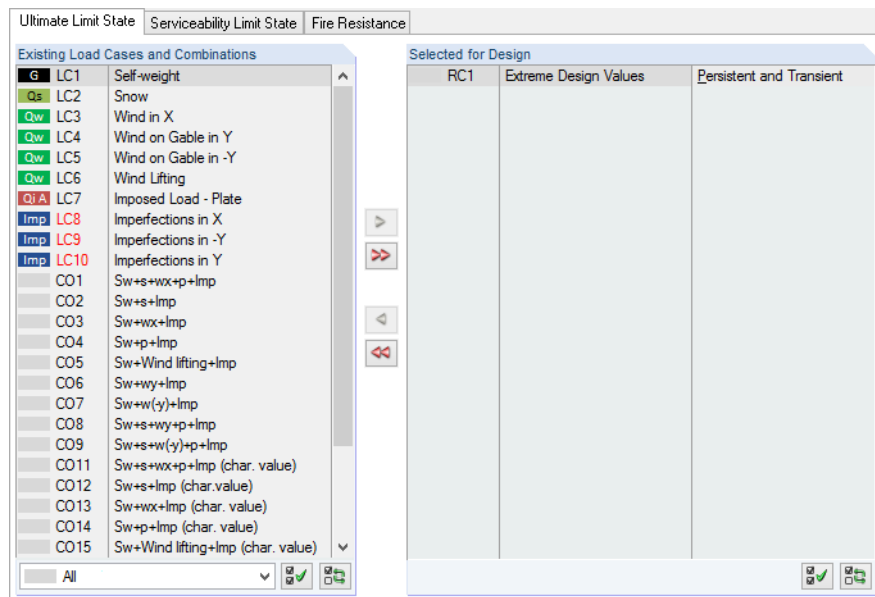 Ultimate Limit State Serviceability Limit State Fire Resistance
Existing Load Cases and Combinations
G LC1 Self-weight
Qs LC2 Snow
Qw LC3 Wind in X
Qw LC4 Wind on Gable in Y
Qw LC5 Wind on Gable in -Y
Qw LC6 Wind Lifting
Qi A LC7 Imposed Load - Plate
Imp LC8 Imperfections in X
Imp LC9 Imperfections in -Y
Imp LC10 Imperfections in Y
CO1 Sw+s+wx+p+Imp
CO2 Sw+s+Imp
CO3 Sw+wx+Imp
CO4 Sw+p+Imp
CO5 Sw+Wind lifting+Imp
CO6 Sw+wy+Imp
CO7 Sw+w(-y)+Imp
CO8 Sw+s+wy+p+Imp
CO9 Sw+s+w(-y)+p+Imp
CO11 Sw+s+wx+p+Imp (char. value)
CO12 Sw+s+Imp (char.value)
CO13 Sw+wx+Imp (char. value)
CO14 Sw+p+Imp (char. value)
CO15 Sw+Wind lifting+Imp (char. value)
All
> 
>>
<
<<
Selected for Design
RC1 Extreme Design Values Persistent and Transient